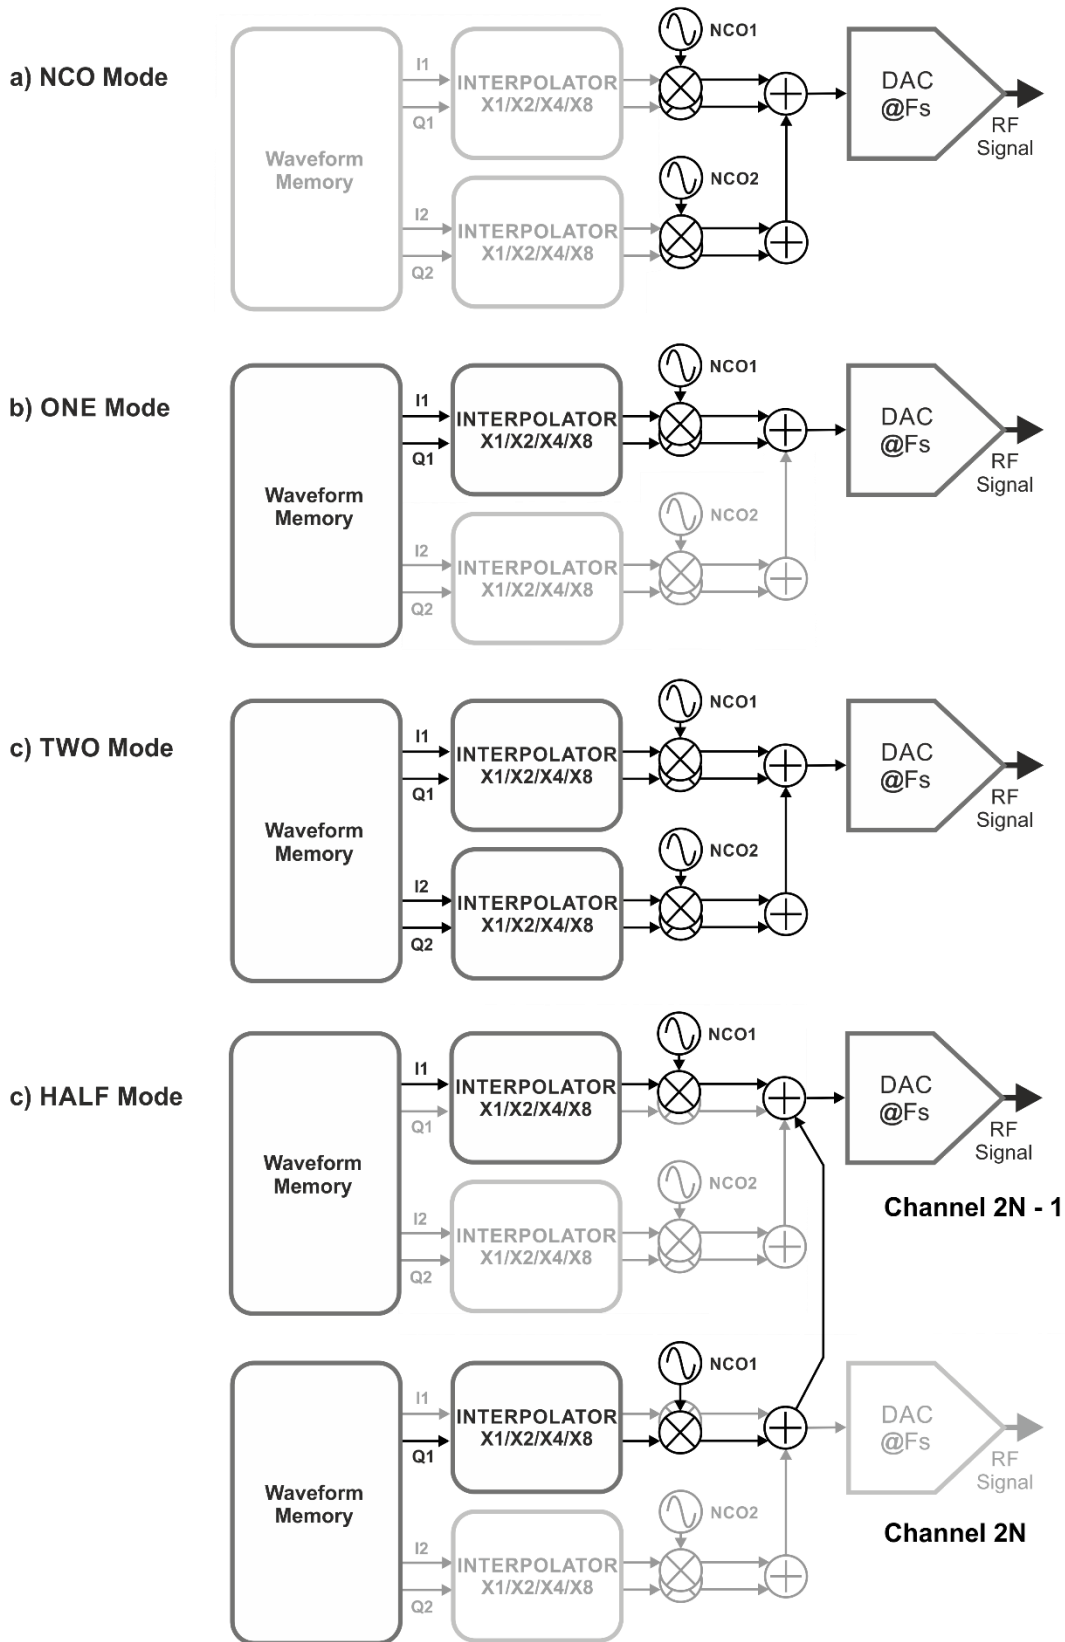 a) NCO Mode
Waveform
Memory
I1
Q1
I2
Q2
INTERPOLATOR
X1/X2/X4/X8
INTERPOLATOR
X1/X2/X4/X8
NCO1
NCO2
DAC
@Fs
RF
Signal
b) ONE Mode
Waveform
Memory
I1
Q1
I2
Q2
INTERPOLATOR
X1/X2/X4/X8
INTERPOLATOR
X1/X2/X4/X8
NCO1
NCO2
DAC
@Fs
RF
Signal
c) TWO Mode
Waveform
Memory
I1
Q1
I2
Q2
INTERPOLATOR
X1/X2/X4/X8
INTERPOLATOR
X1/X2/X4/X8
NCO1
NCO2
DAC
@Fs
RF
Signal
c) HALF Mode
Waveform
Memory
I1
Q1
I2
Q2
INTERPOLATOR
X1/X2/X4/X8
INTERPOLATOR
X1/X2/X4/X8
NCO1
NCO2
DAC
@Fs
RF
Signal
Channel 2N - 1
Waveform
Memory
I1
Q1
I2
Q2
INTERPOLATOR
X1/X2/X4/X8
INTERPOLATOR
X1/X2/X4/X8
NCO1
NCO2
DAC
@Fs
RF
Signal
Channel 2N